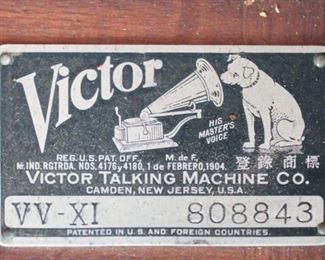 Victor
HIS
MASTER'S
VOICE
REG. U.S. PAT. OFF. M. de F.
Nr. IND. RGTRDA. NOS. 4176 y 4180, 1 de FEBRERO, 1904. 登錄商標
VICTOR TALKING MACHINE CO.
CAMDEN, NEW JERSEY, U.S.A.
VV-XI 808843
PATENTED IN U.S. AND FOREIGN COUNTRIES.